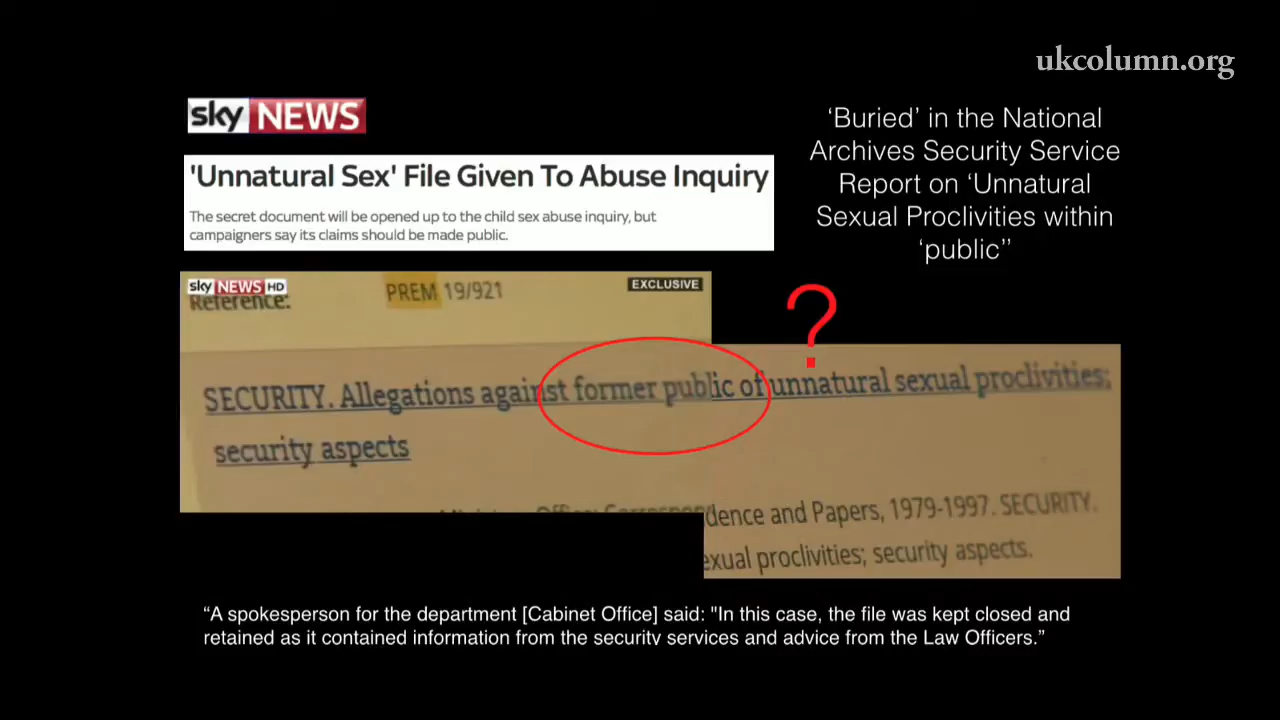 ukcolumn.org
sky NEWS
'Unnatural Sex' File Given To Abuse Inquiry
The secret document will be opened up to the child sex abuse inquiry, but
campaigners say its claims should be made public.
‘Buried’ in the National
Archives Security Service
Report on ‘Unnatural
Sexual Proclivities within
‘public’’
sky NEWS HD
EXCLUSIVE
Reference:
PREM 19/921
?
SECURITY. Allegations against former public of unnatural sexual proclivities;
security aspects
Correspondence and Papers, 1979-1997. SECURITY.
exual proclivities; security aspects.
“A spokesperson for the department [Cabinet Office] said: "In this case, the file was kept closed and
retained as it contained information from the security services and advice from the Law Officers.”